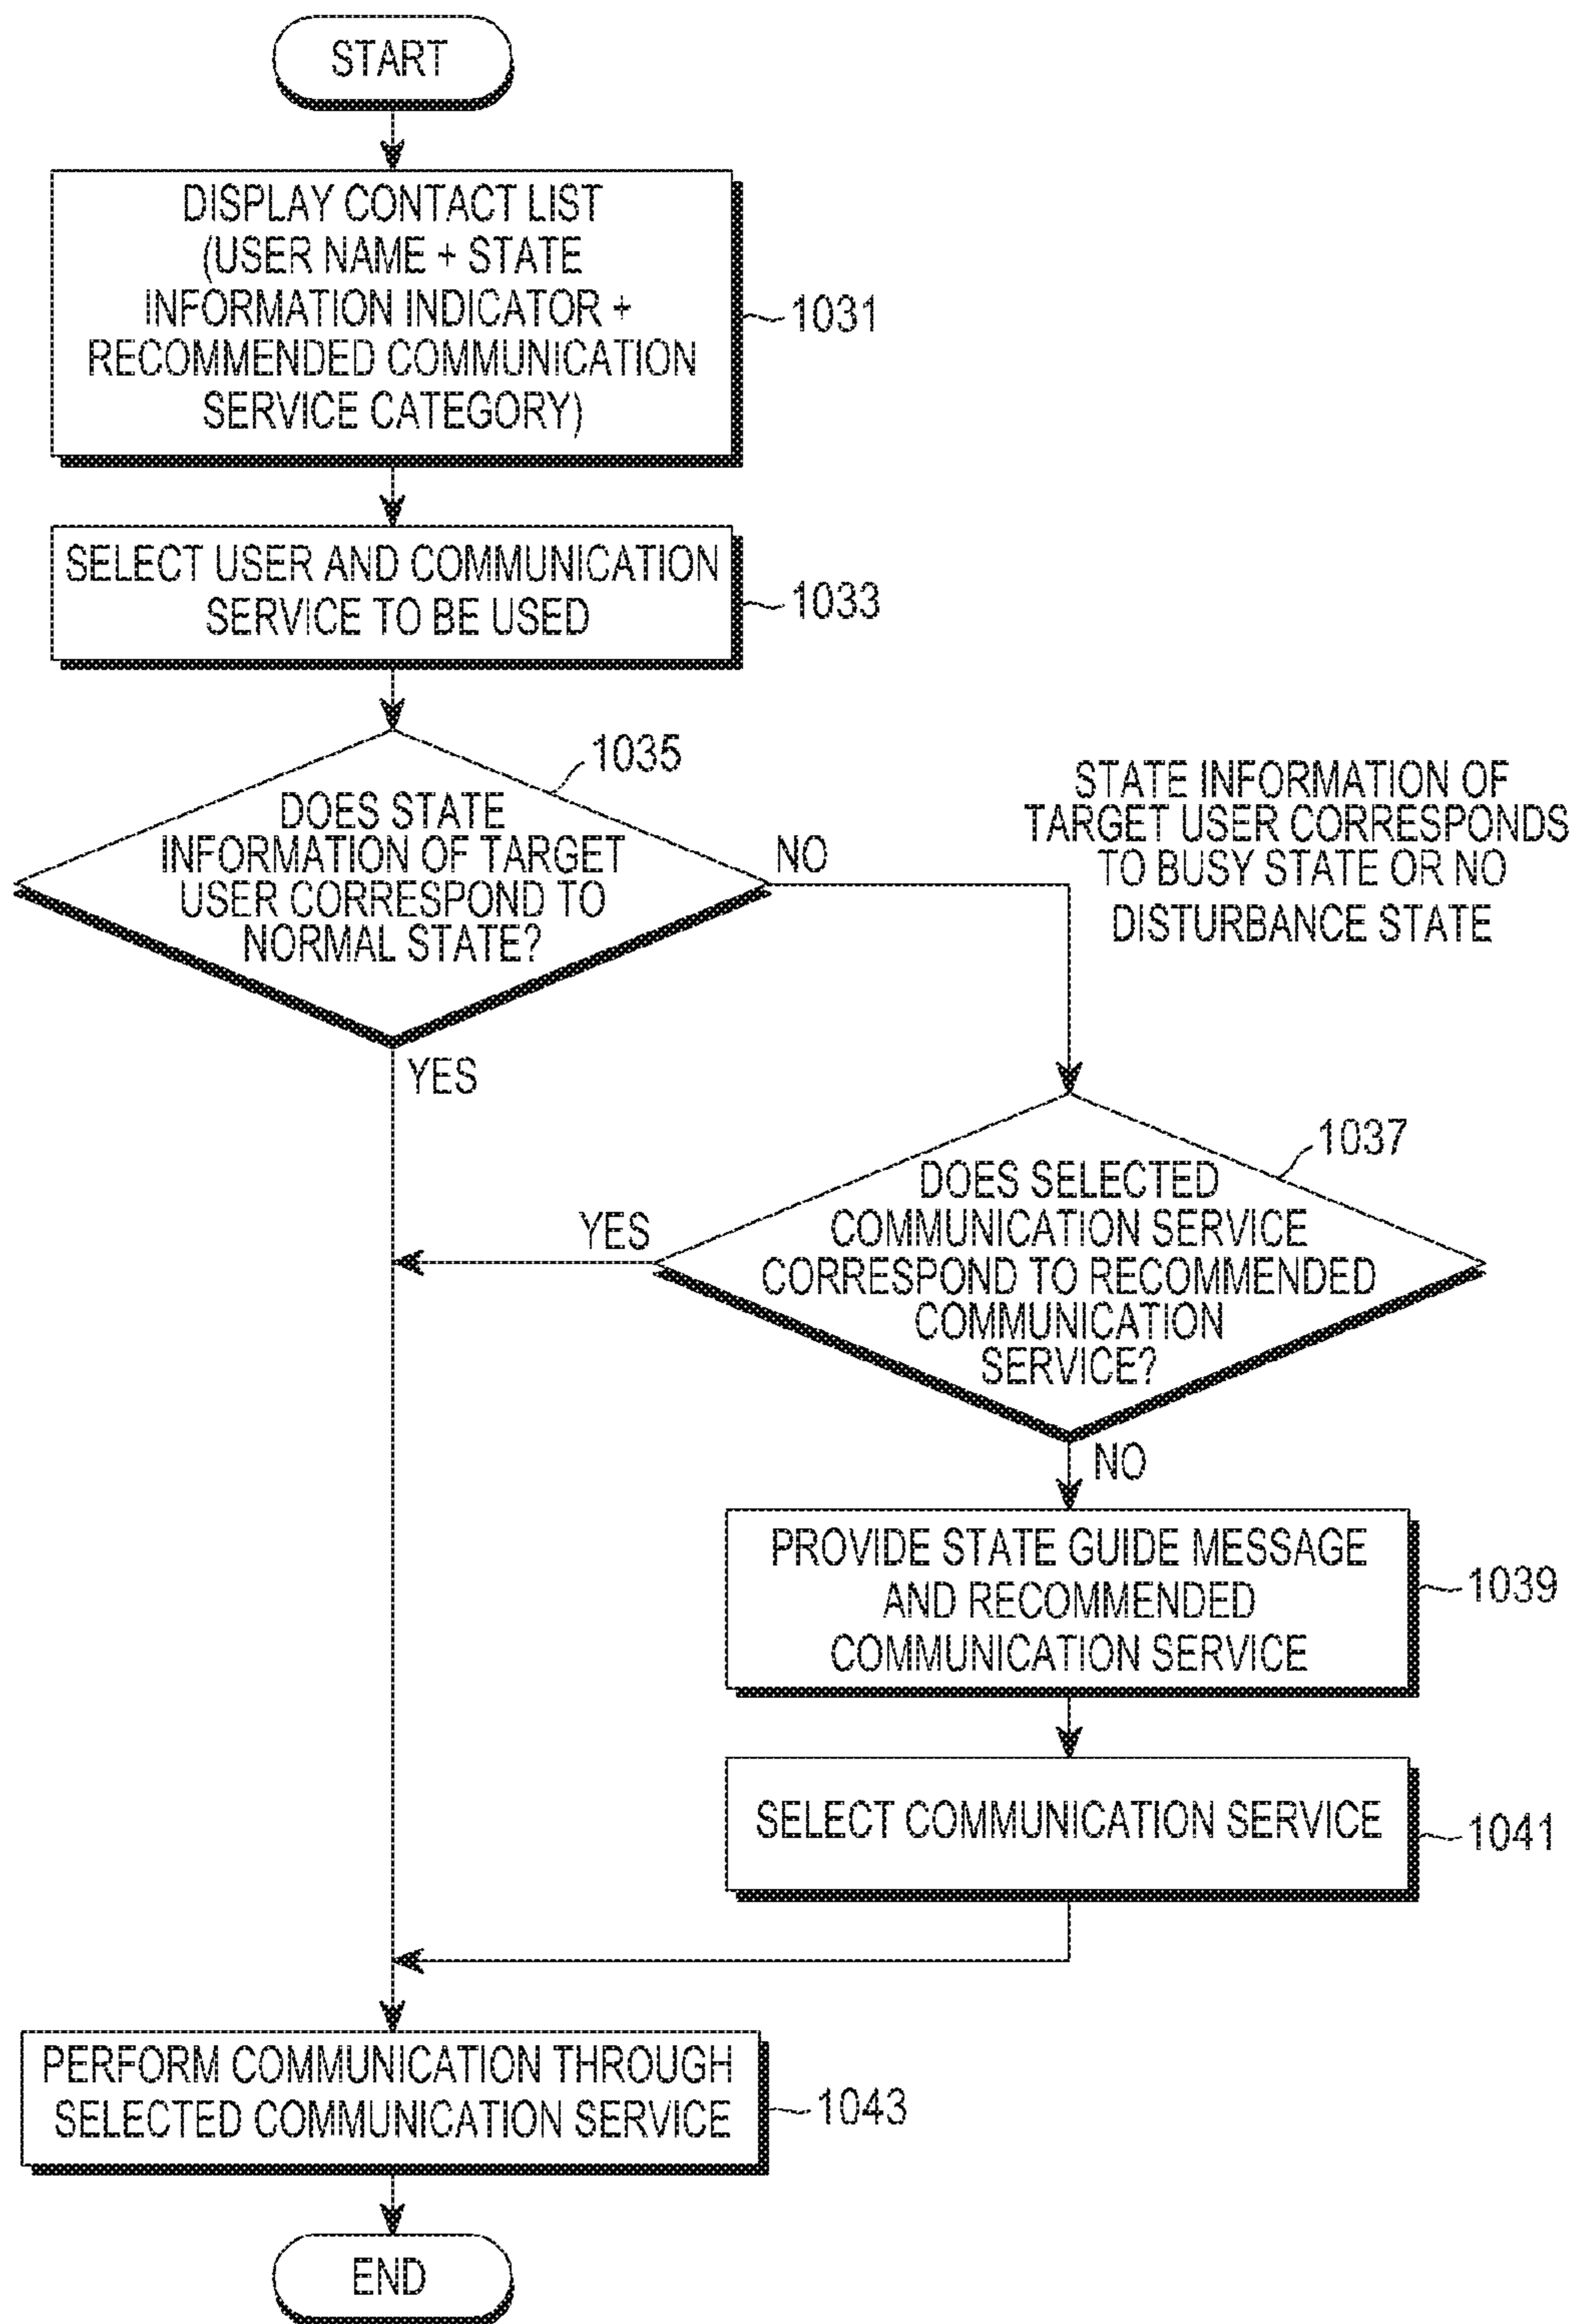 START
DISPLAY CONTACT LIST
(USER NAME + STATE
INFORMATION INDICATOR +
RECOMMENDED COMMUNICATION
SERVICE CATEGORY)
1031
SELECT USER AND COMMUNICATION
SERVICE TO BE USED
1033
1035
DOES STATE
INFORMATION OF TARGET
USER CORRESPOND TO
NORMAL STATE?
NO
STATE INFORMATION OF
TARGET USER CORRESPONDS
TO BUSY STATE OR NO
DISTURBANCE STATE
YES
1037
DOES SELECTED
COMMUNICATION SERVICE
CORRESPOND TO RECOMMENDED
COMMUNICATION
SERVICE?
YES
NO
PROVIDE STATE GUIDE MESSAGE
AND RECOMMENDED
COMMUNICATION SERVICE
1039
SELECT COMMUNICATION SERVICE
1041
PERFORM COMMUNICATION THROUGH
SELECTED COMMUNICATION SERVICE
1043
END